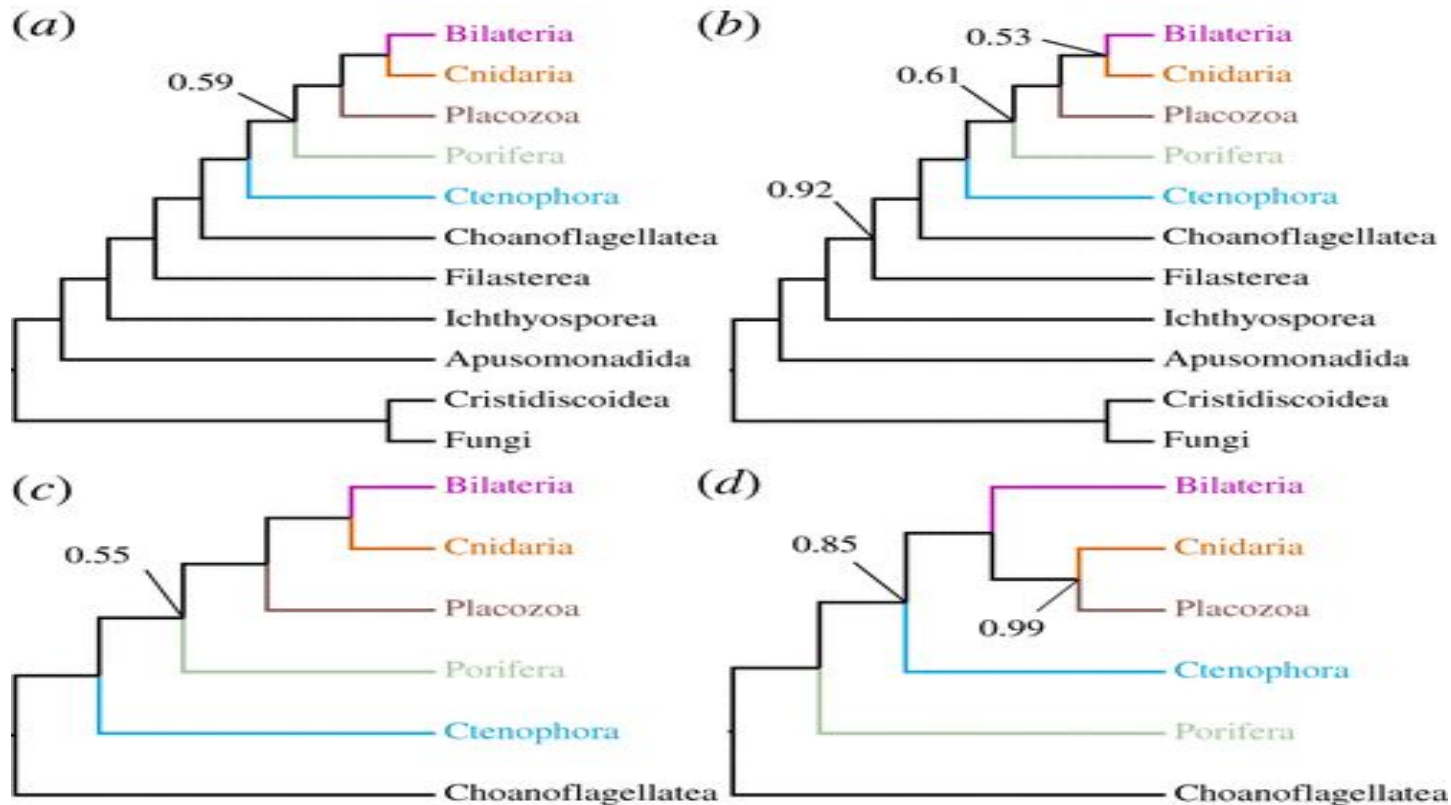 (a)
Bilateria
Cnidaria
0.59
Placozoa
Porifera
Ctenophora
Choanoflagellatea
Filasterea
Ichthyosporea
Apusomonadida
Cristidiscoidea
Fungi
(b)
Bilateria
0.53
Cnidaria
0.61
Placozoa
Porifera
0.92
Ctenophora
Choanoflagellatea
Filasterea
Ichthyosporea
Apusomonadida
Cristidiscoidea
Fungi
(c)
Bilateria
0.55
Cnidaria
Placozoa
Porifera
Ctenophora
Choanoflagellatea
(d)
Bilateria
0.85
Cnidaria
Placozoa
0.99
Ctenophora
Porifera
Choanoflagellatea